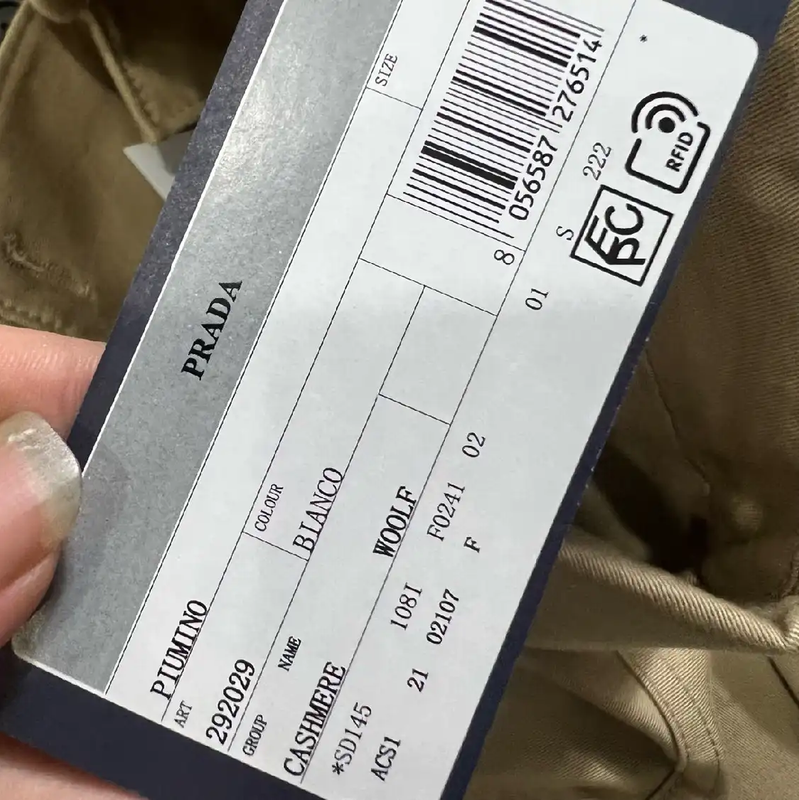 PRADA
PIUMINO
SIZE
ART
292029
COLOUR
BIANCO
GROUP
NAME
CASHMERE
WOOLF
8 056587 276514
*SD145 1081 F0241 02 01 S 222 *
ACS1 21 02107 F
EPC
RFID